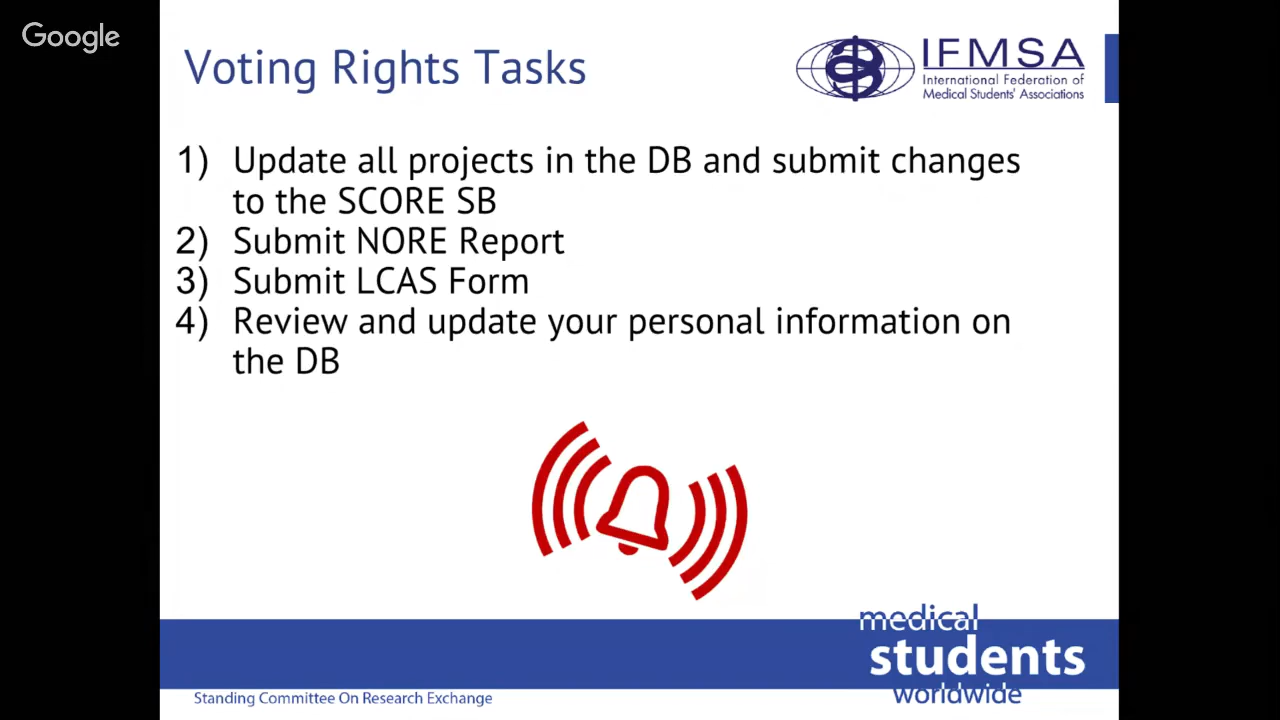 Google
Voting Rights Tasks
IFMSA
International Federation of
Medical Students' Associations
1) Update all projects in the DB and submit changes
to the SCORE SB
2) Submit NORE Report
3) Submit LCAS Form
4) Review and update your personal information on
the DB
medical
students
worldwide
Standing Committee On Research Exchange